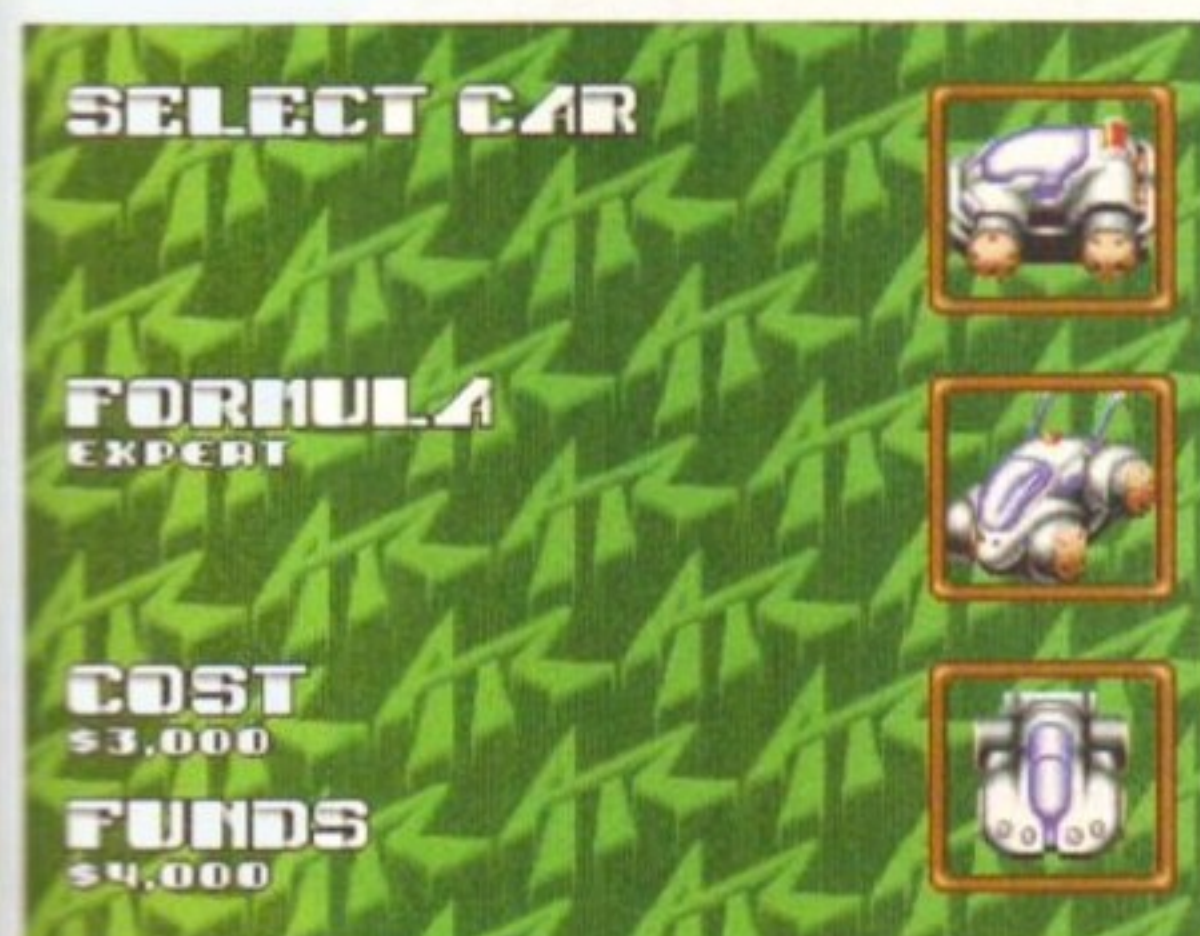 SELECT CAR
FORMULA
EXPERT
COST
$3,000
FUNDS
$4,000